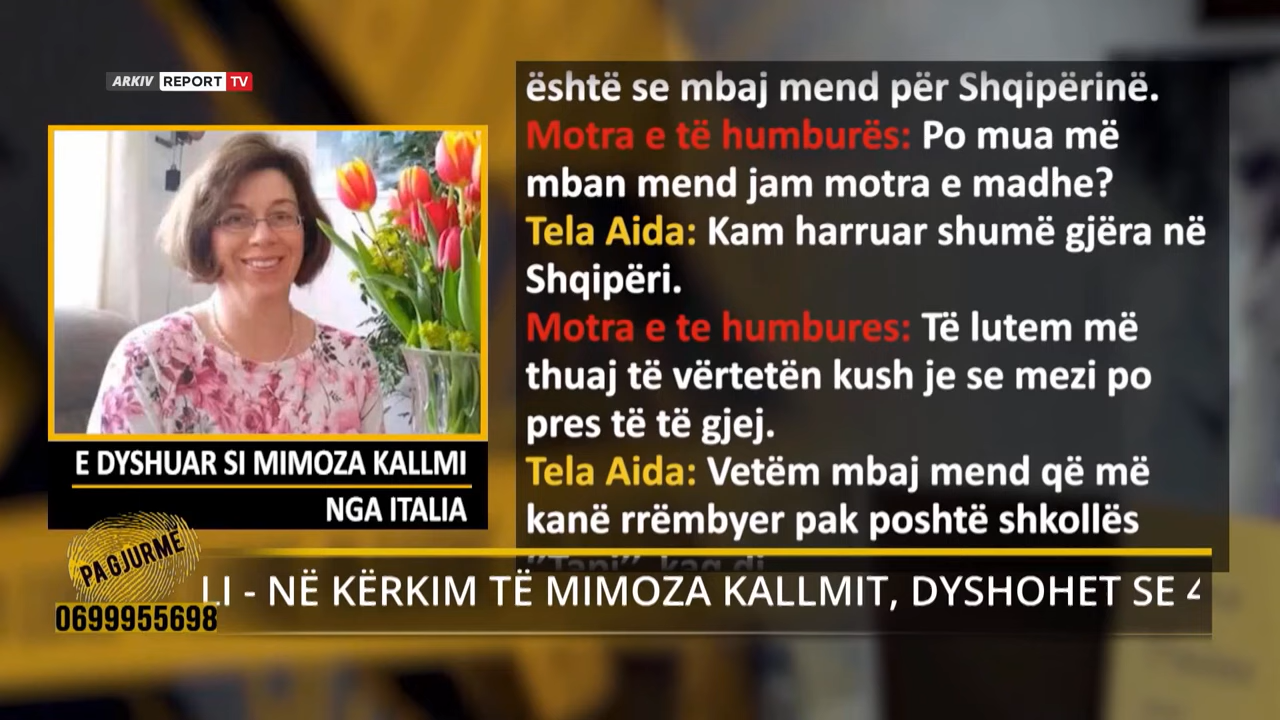 ARKIV REPORT TV
është se mbaj mend për Shqipërinë.
Motra e të humburës: Po mua më
mban mend jam motra e madhe?
Tela Aida: Kam harruar shumë gjëra në
Shqipëri.
Motra e te humbures: Të lutem më
thuaj të vërtetën kush je se mezi po
pres të të gjej.
Tela Aida: Vetëm mbaj mend që më
kanë rrëmbyer pak poshtë shkollës
E DYSHUAR SI MIMOZA KALLMI
NGA ITALIA
PA GJURMË
0699955698
LI - NË KËRKIM TË MIMOZA KALLMIT, DYSHOHET SE 4